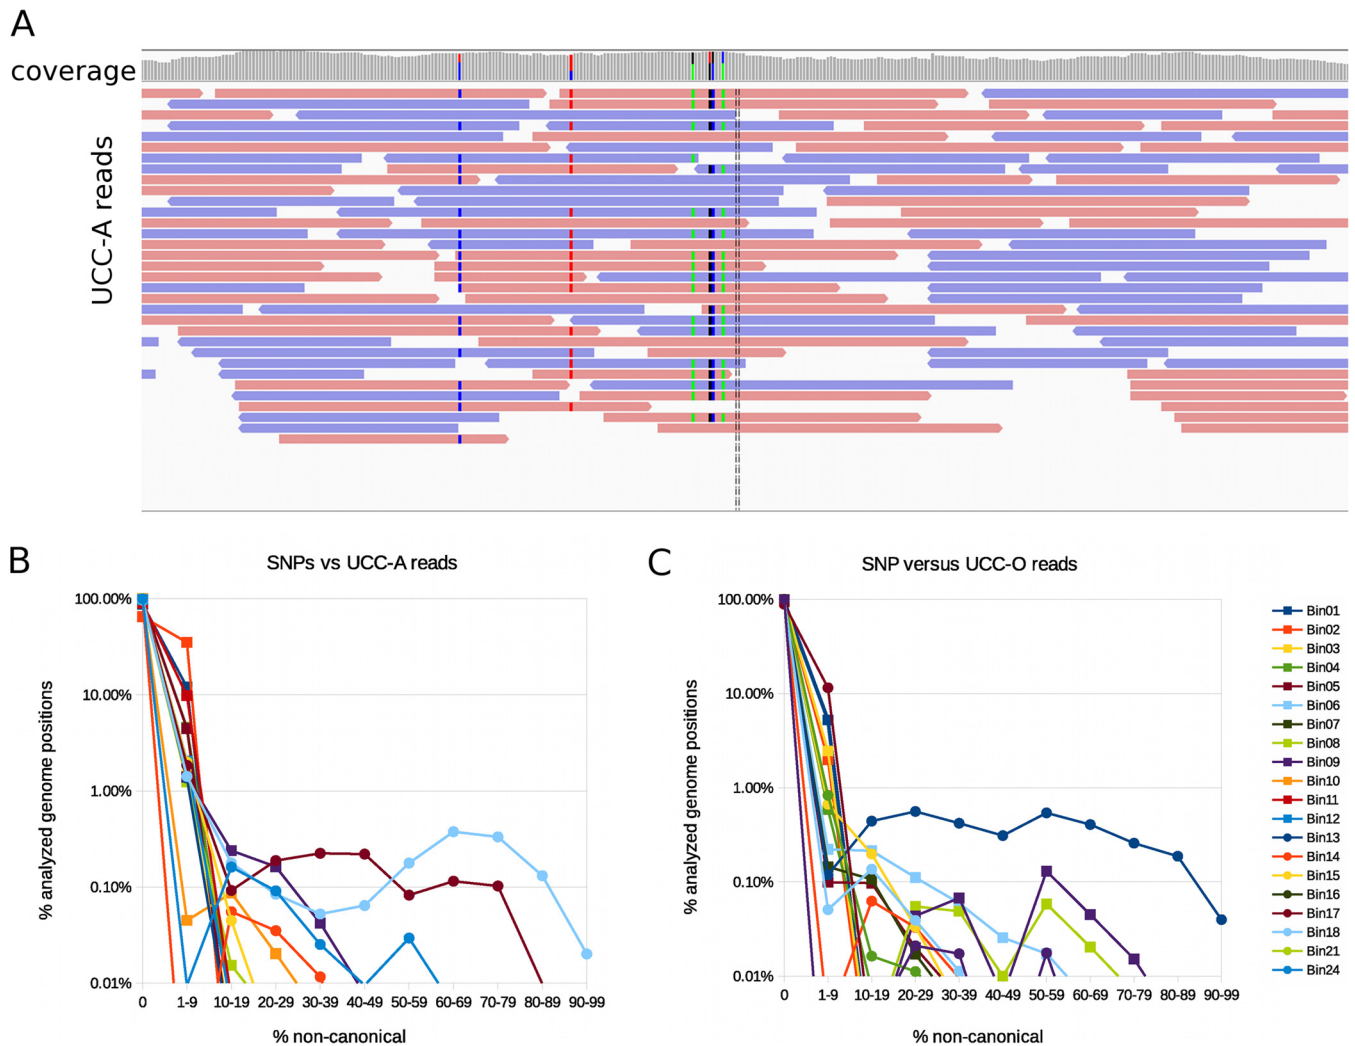 A
coverage
UCC-A reads
B
SNPs vs UCC-A reads
% analyzed genome positions
100.00%
10.00%
1.00%
0.10%
0.01%
0 1-9 10-19 20-29 30-39 40-49 50-59 60-69 70-79 80-89 90-99
% non-canonical
C
SNP versus UCC-O reads
% analyzed genome positions
100.00%
10.00%
1.00%
0.10%
0.01%
0 1-9 10-19 20-29 30-39 40-49 50-59 60-69 70-79 80-89 90-99
% non-canonical
Bin01
Bin02
Bin03
Bin04
Bin05
Bin06
Bin07
Bin08
Bin09
Bin10
Bin11
Bin12
Bin13
Bin14
Bin15
Bin16
Bin17
Bin18
Bin21
Bin24